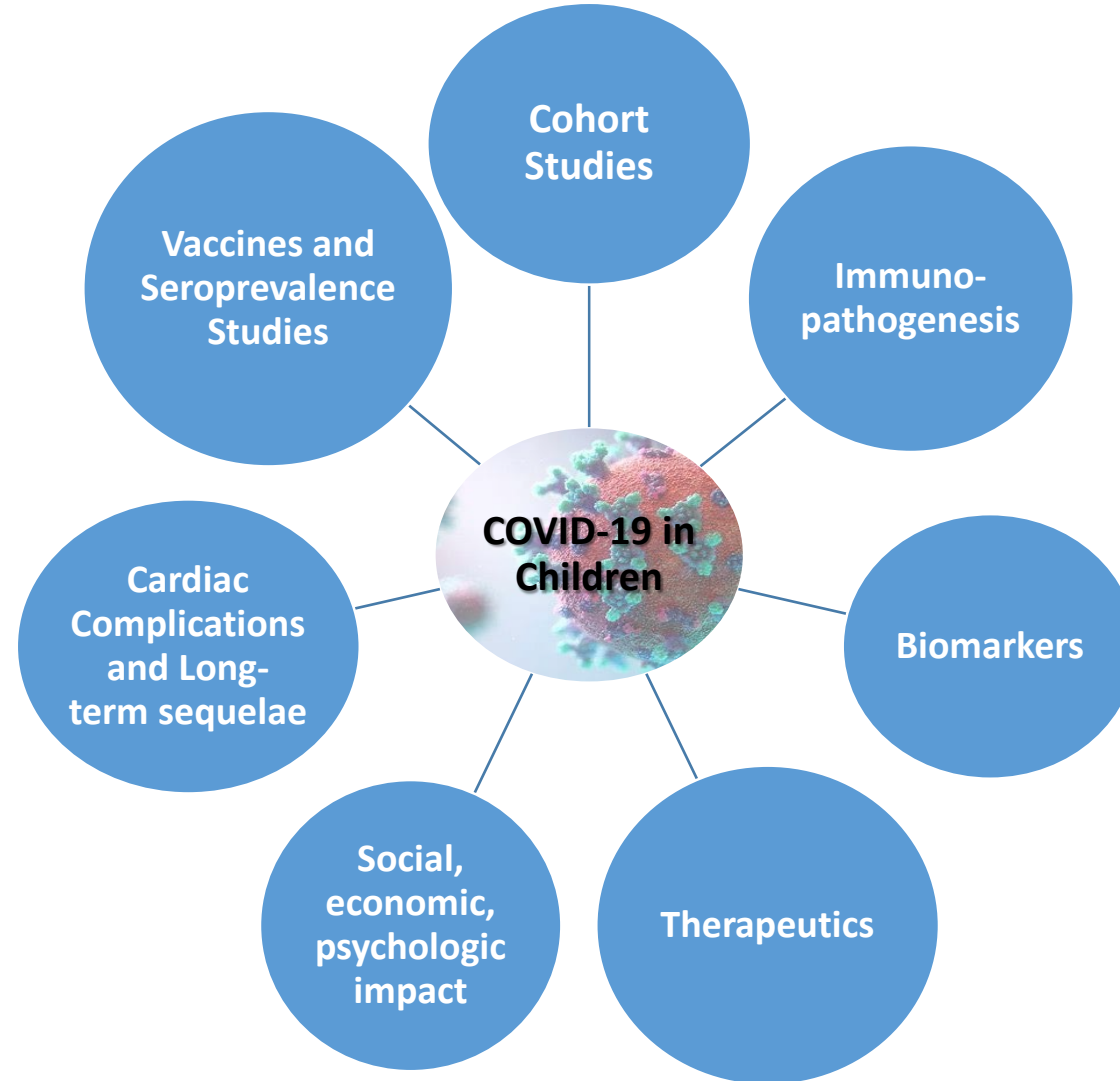 Cohort
Studies
Immuno-
pathogenesis
Biomarkers
Therapeutics
Social,
economic,
psychologic
impact
Cardiac
Complications
and Long-
term sequelae
Vaccines and
Seroprevalence
Studies
COVID-19 in
Children